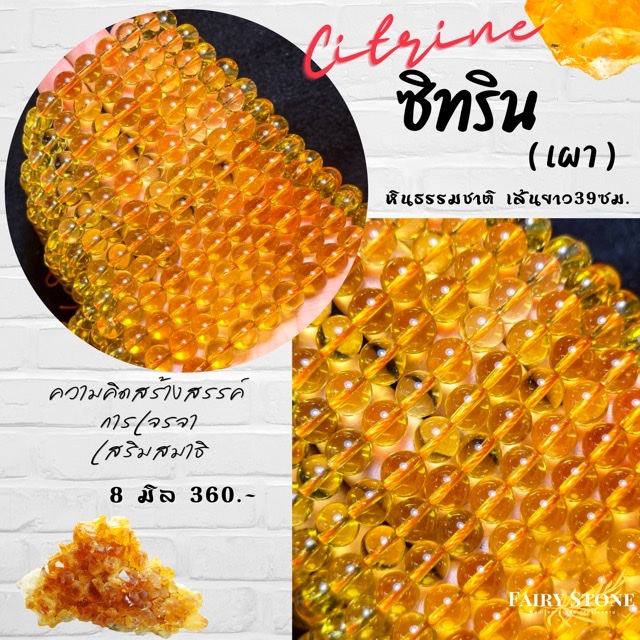 Citrine
ซิทริน
(เผา)
หินธรรมชาติ เส้นยาว39ซม.
ความคิดสร้างสรรค์
การเจรจา
เสริมสมาธิ
8 มิล 360.-
FAIRY STONE